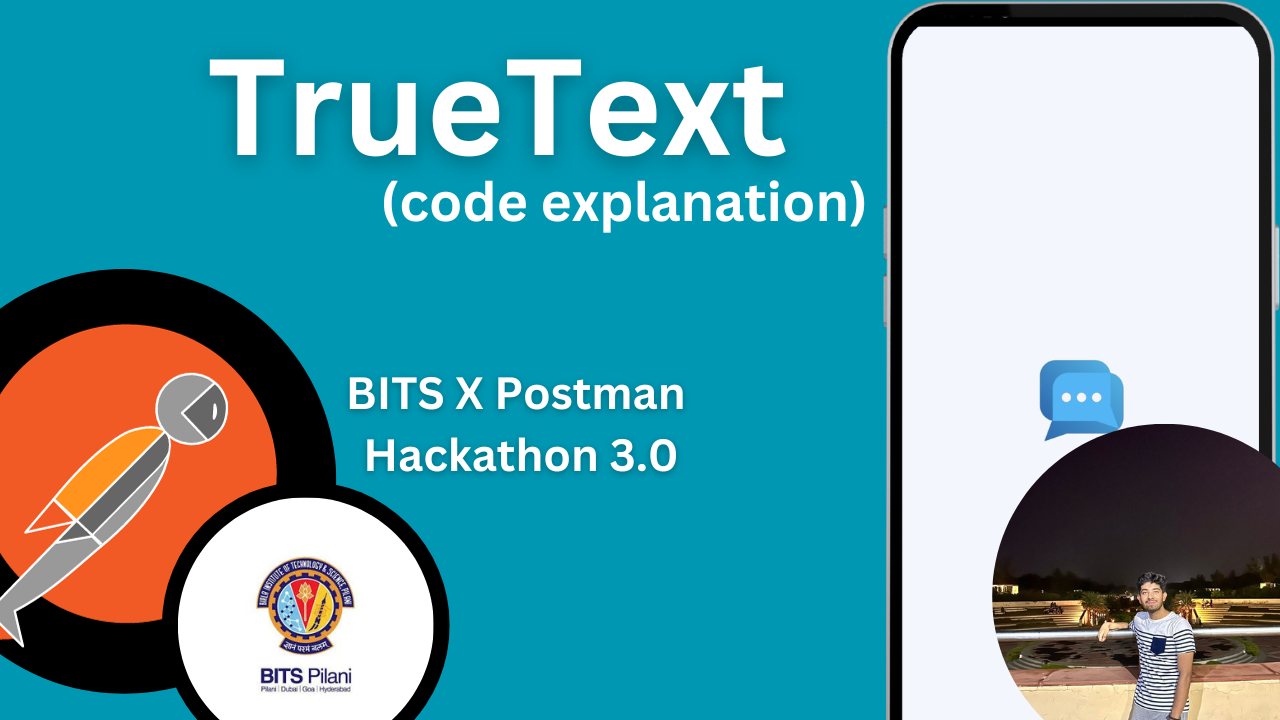 TrueText
(code explanation)
BITS X Postman
Hackathon 3.0
BIRLA INSTITUTE OF TECHNOLOGY & SCIENCE PILANI
ज्ञानं परमं बलम्
BITS Pilani
Pilani | Dubai | Goa | Hyderabad